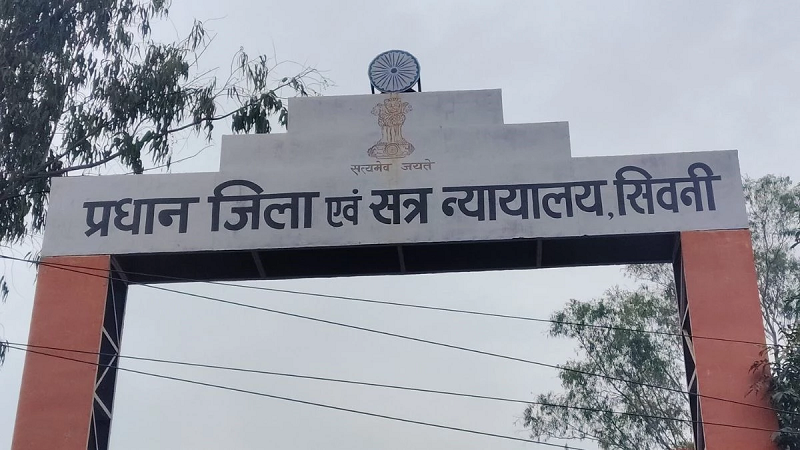 सत्यमेव जयते
प्रधान जिला एवं सत्र न्यायालय, सिवनी